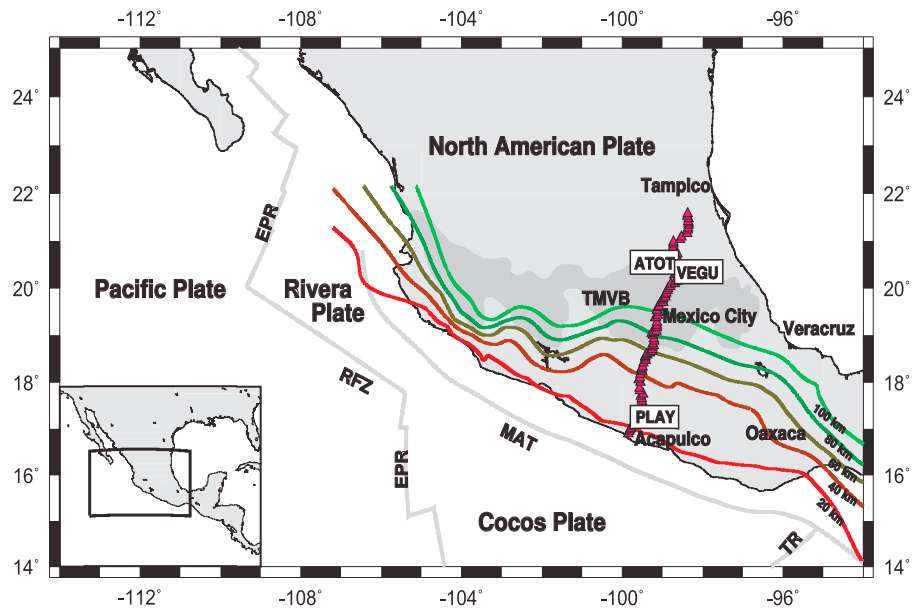 -112° -108° -104° -100° -96°
24° 24°
North American Plate
22° 22°
Tampico
EPR
ATOT
VEGU
20° 20°
Pacific Plate
Rivera
Plate
TMVB
Mexico City
Veracruz
18° 18°
RFZ
100 km
80 km
60 km
40 km
20 km
PLAY
Acapulco
Oaxaca
MAT
16° 16°
EPR
Cocos Plate
TR
14° 14°
-112° -108° -104° -100° -96°